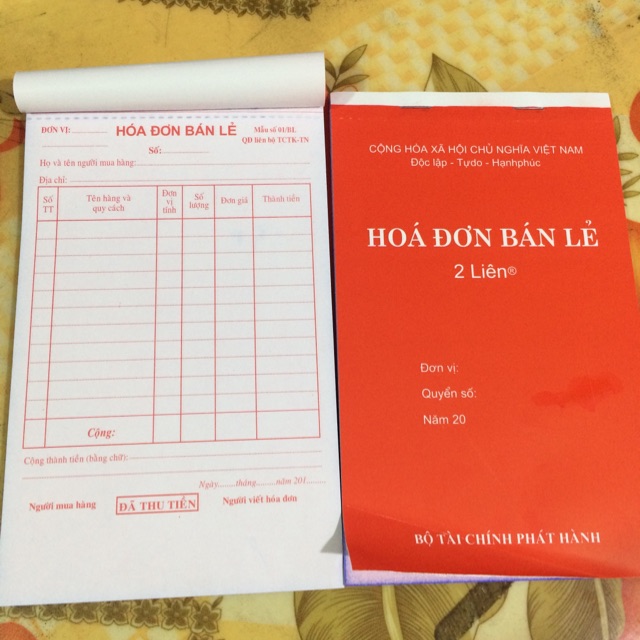 ĐƠN VỊ:............
HÓA ĐƠN BÁN LẺ
Mẫu số 01/BL
QĐ liên bộ TCTK-TN
Số:............
Họ và tên người mua hàng:............
Địa chỉ:............
Số TT
Tên hàng và quy cách
Đơn vị tính
Số lượng
Đơn giá
Thành tiền
Cộng:
Cộng thành tiền (bằng chữ):............
Ngày........tháng........năm 201........
Người mua hàng
ĐÃ THU TIỀN
Người viết hóa đơn
CỘNG HÒA XÃ HỘI CHỦ NGHĨA VIỆT NAM
Độc lập - Tựdo - Hạnhphúc
HOÁ ĐƠN BÁN LẺ
2 Liên®
Đơn vị:
Quyển số:
Năm 20
BỘ TÀI CHÍNH PHÁT HÀNH